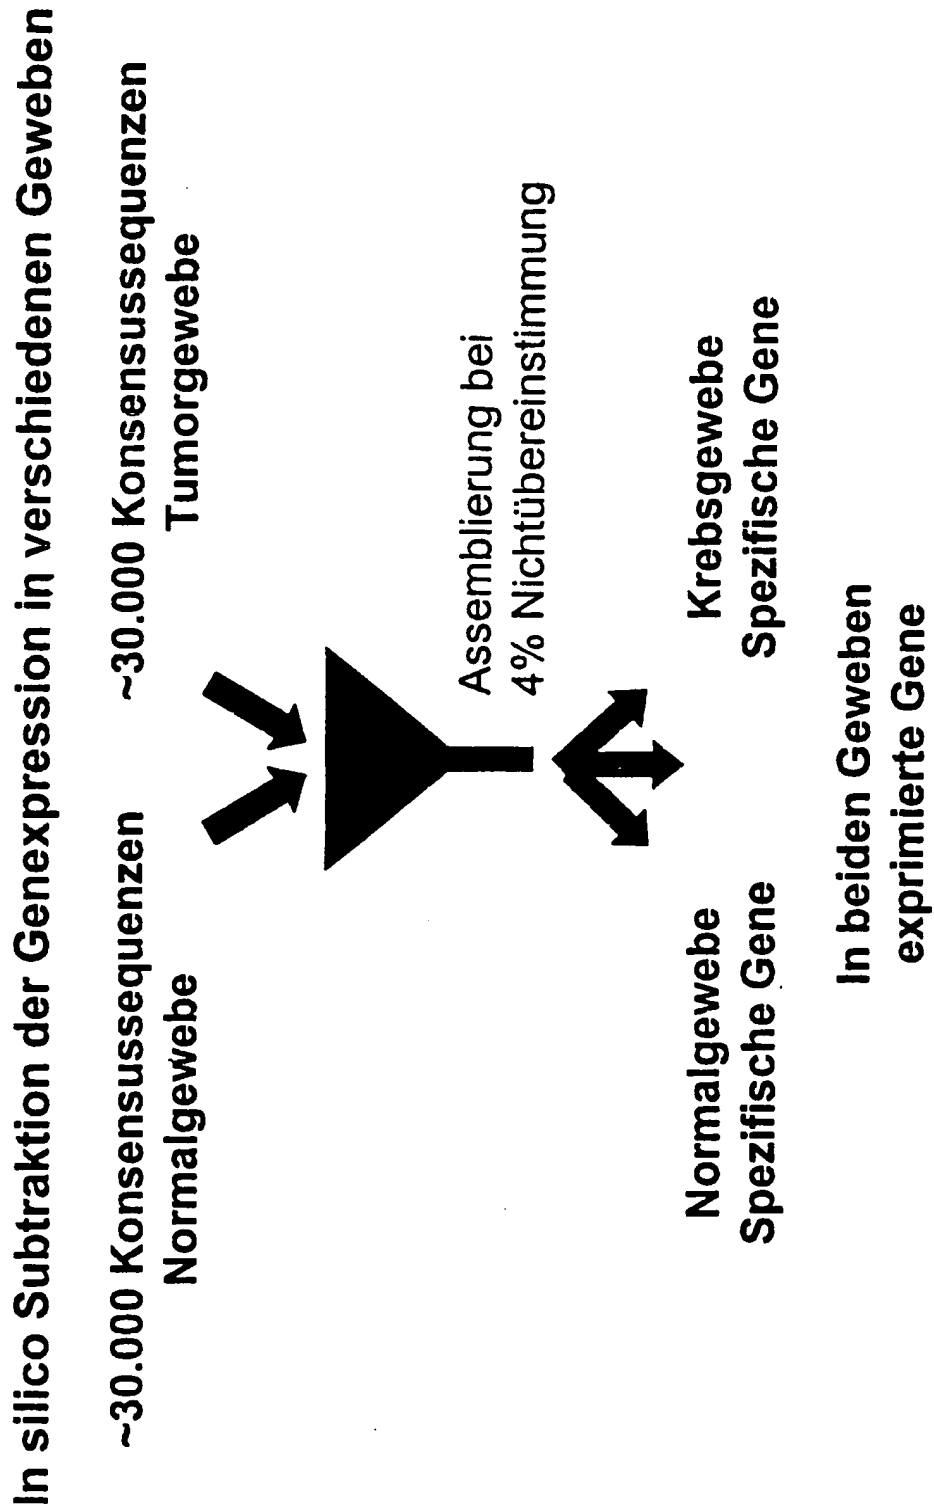 In silico Subtraktion der Genexpression in verschiedenen Geweben
~30.000 Konsensussequenzen
Normalgewebe
~30.000 Konsensussequenzen
Tumorgewebe
Assemblierung bei
4% Nichtübereinstimmung
Normalgewebe
Spezifische Gene
Krebsgewebe
Spezifische Gene
In beiden Geweben
exprimierte Gene